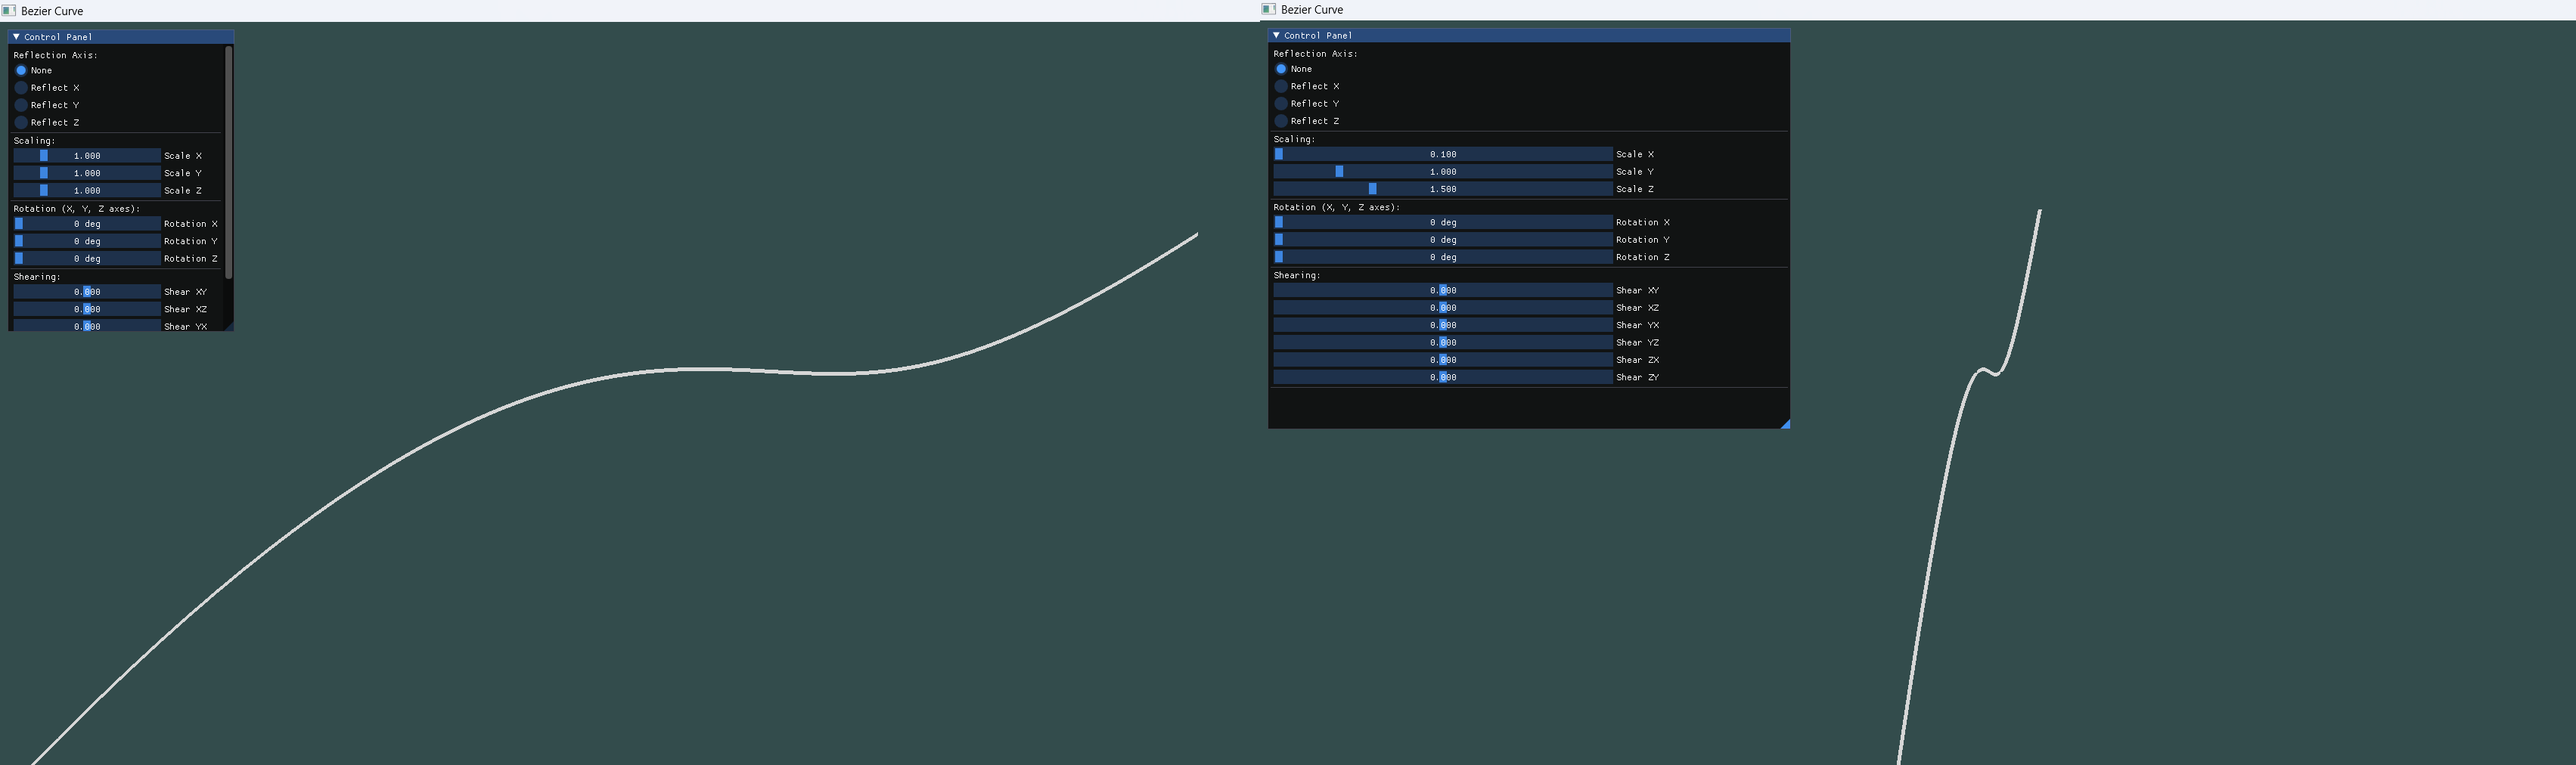 Bezier Curve
Control Panel
Reflection Axis:
None
Reflect X
Reflect Y
Reflect Z
Scaling:
1.000 Scale X
1.000 Scale Y
1.000 Scale Z
Rotation (X, Y, Z axes):
0 deg Rotation X
0 deg Rotation Y
0 deg Rotation Z
Shearing:
0.000 Shear XY
0.000 Shear XZ
0.000 Shear YX
Bezier Curve
Control Panel
Reflection Axis:
None
Reflect X
Reflect Y
Reflect Z
Scaling:
0.100 Scale X
1.000 Scale Y
1.500 Scale Z
Rotation (X, Y, Z axes):
0 deg Rotation X
0 deg Rotation Y
0 deg Rotation Z
Shearing:
0.000 Shear XY
0.000 Shear XZ
0.000 Shear YX
0.000 Shear YZ
0.000 Shear ZX
0.000 Shear ZY